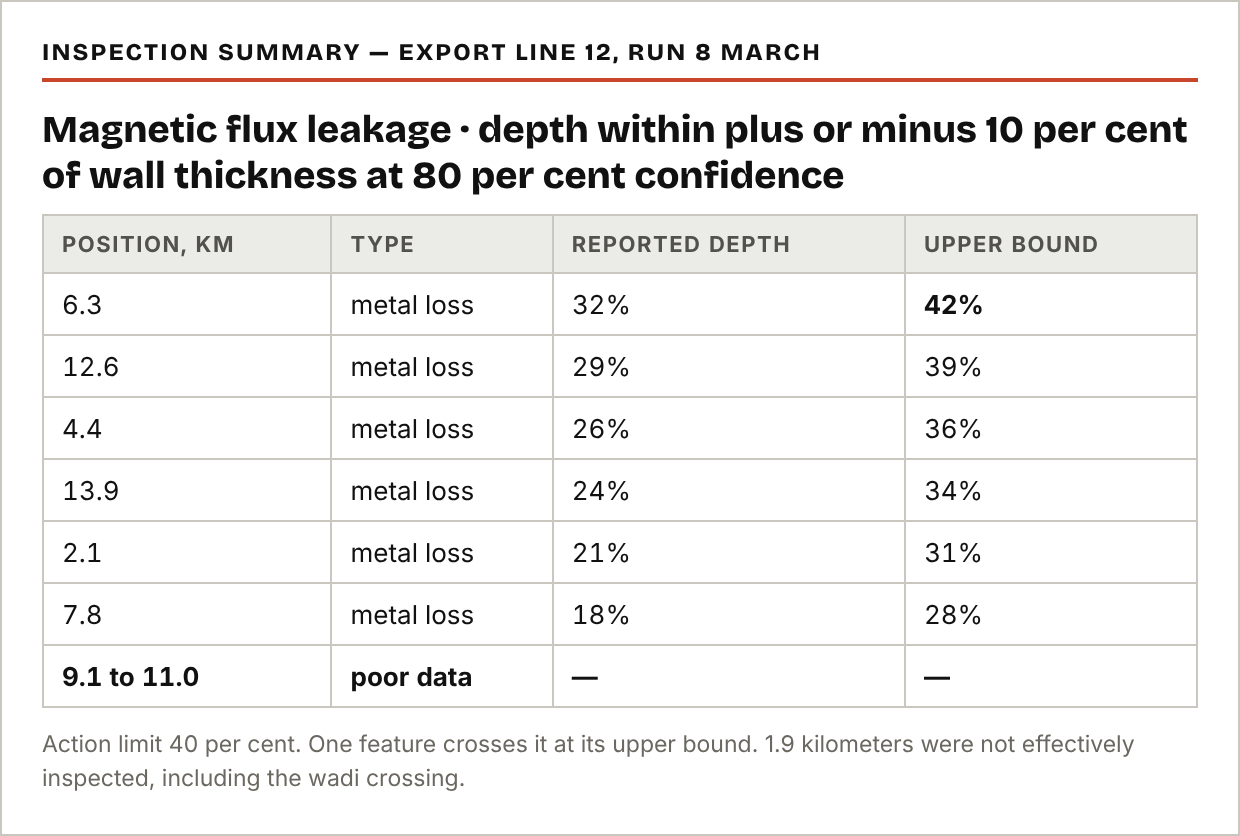 INSPECTION SUMMARY — EXPORT LINE 12, RUN 8 MARCH
Magnetic flux leakage · depth within plus or minus 10 per cent
of wall thickness at 80 per cent confidence
POSITION, KM TYPE REPORTED DEPTH UPPER BOUND
6.3 metal loss 32% 42%
12.6 metal loss 29% 39%
4.4 metal loss 26% 36%
13.9 metal loss 24% 34%
2.1 metal loss 21% 31%
7.8 metal loss 18% 28%
9.1 to 11.0 poor data — —
Action limit 40 per cent. One feature crosses it at its upper bound. 1.9 kilometers were not effectively
inspected, including the wadi crossing.